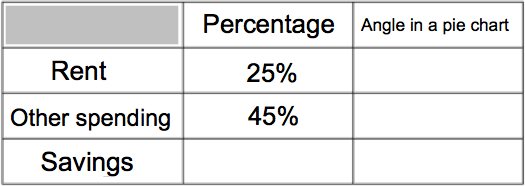 Percentage Angle in a pie chart
Rent 25%
Other spending 45%
Savings